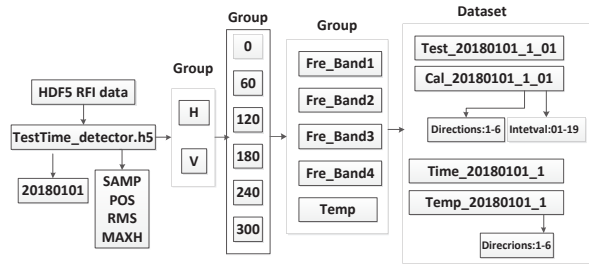 Group
Group
Dataset
Group
0
60
120
180
240
300
HDF5 RFI data
TestTime_detector.h5
20180101
SAMP
POS
RMS
MAXH
H
V
Fre_Band1
Fre_Band2
Fre_Band3
Fre_Band4
Temp
Test_20180101_1_01
Cal_20180101_1_01
Directions:1-6
Intetval:01-19
Time_20180101_1
Temp_20180101_1
Direcrions:1-6